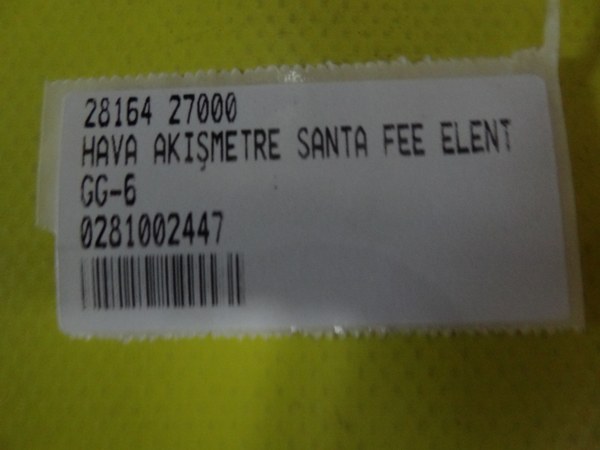 28164 27000
HAVA AKIŞMETRE SANTA FEE ELENT
GG-6
0281002447